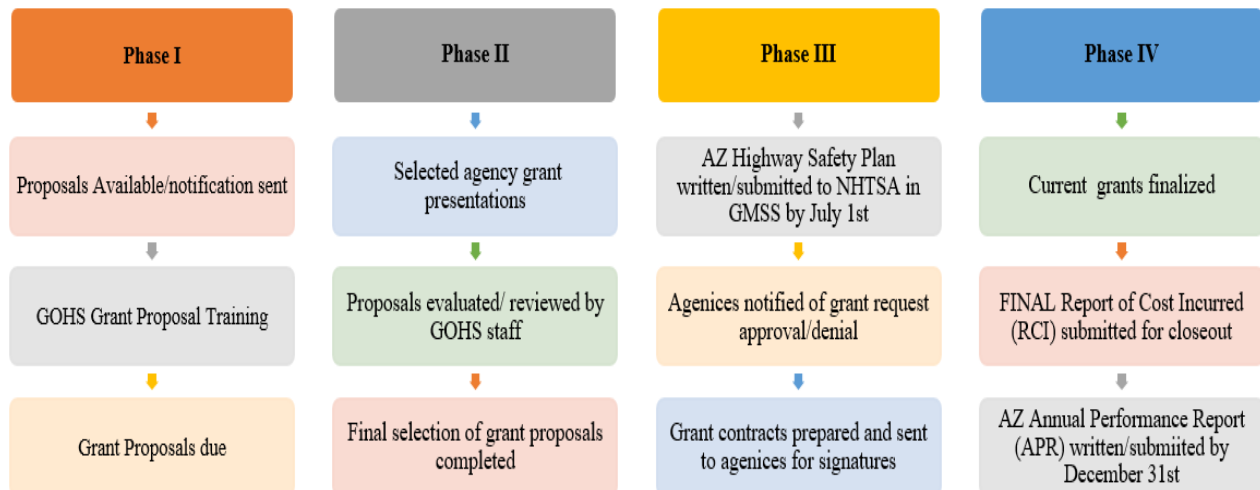 Phase I
Proposals Available/notification sent
GOHS Grant Proposal Training
Grant Proposals due
Phase II
Selected agency grant
presentations
Proposals evaluated/ reviewed by
GOHS staff
Final selection of grant proposals
completed
Phase III
AZ Highway Safety Plan
written/submitted to NHTSA in
GMSS by July 1st
Agenices notified of grant request
approval/denial
Grant contracts prepared and sent
to agenices for signatures
Phase IV
Current grants finalized
FINAL Report of Cost Incurred
(RCI) submitted for closeout
AZ Annual Performance Report
(APR) written/submiited by
December 31st